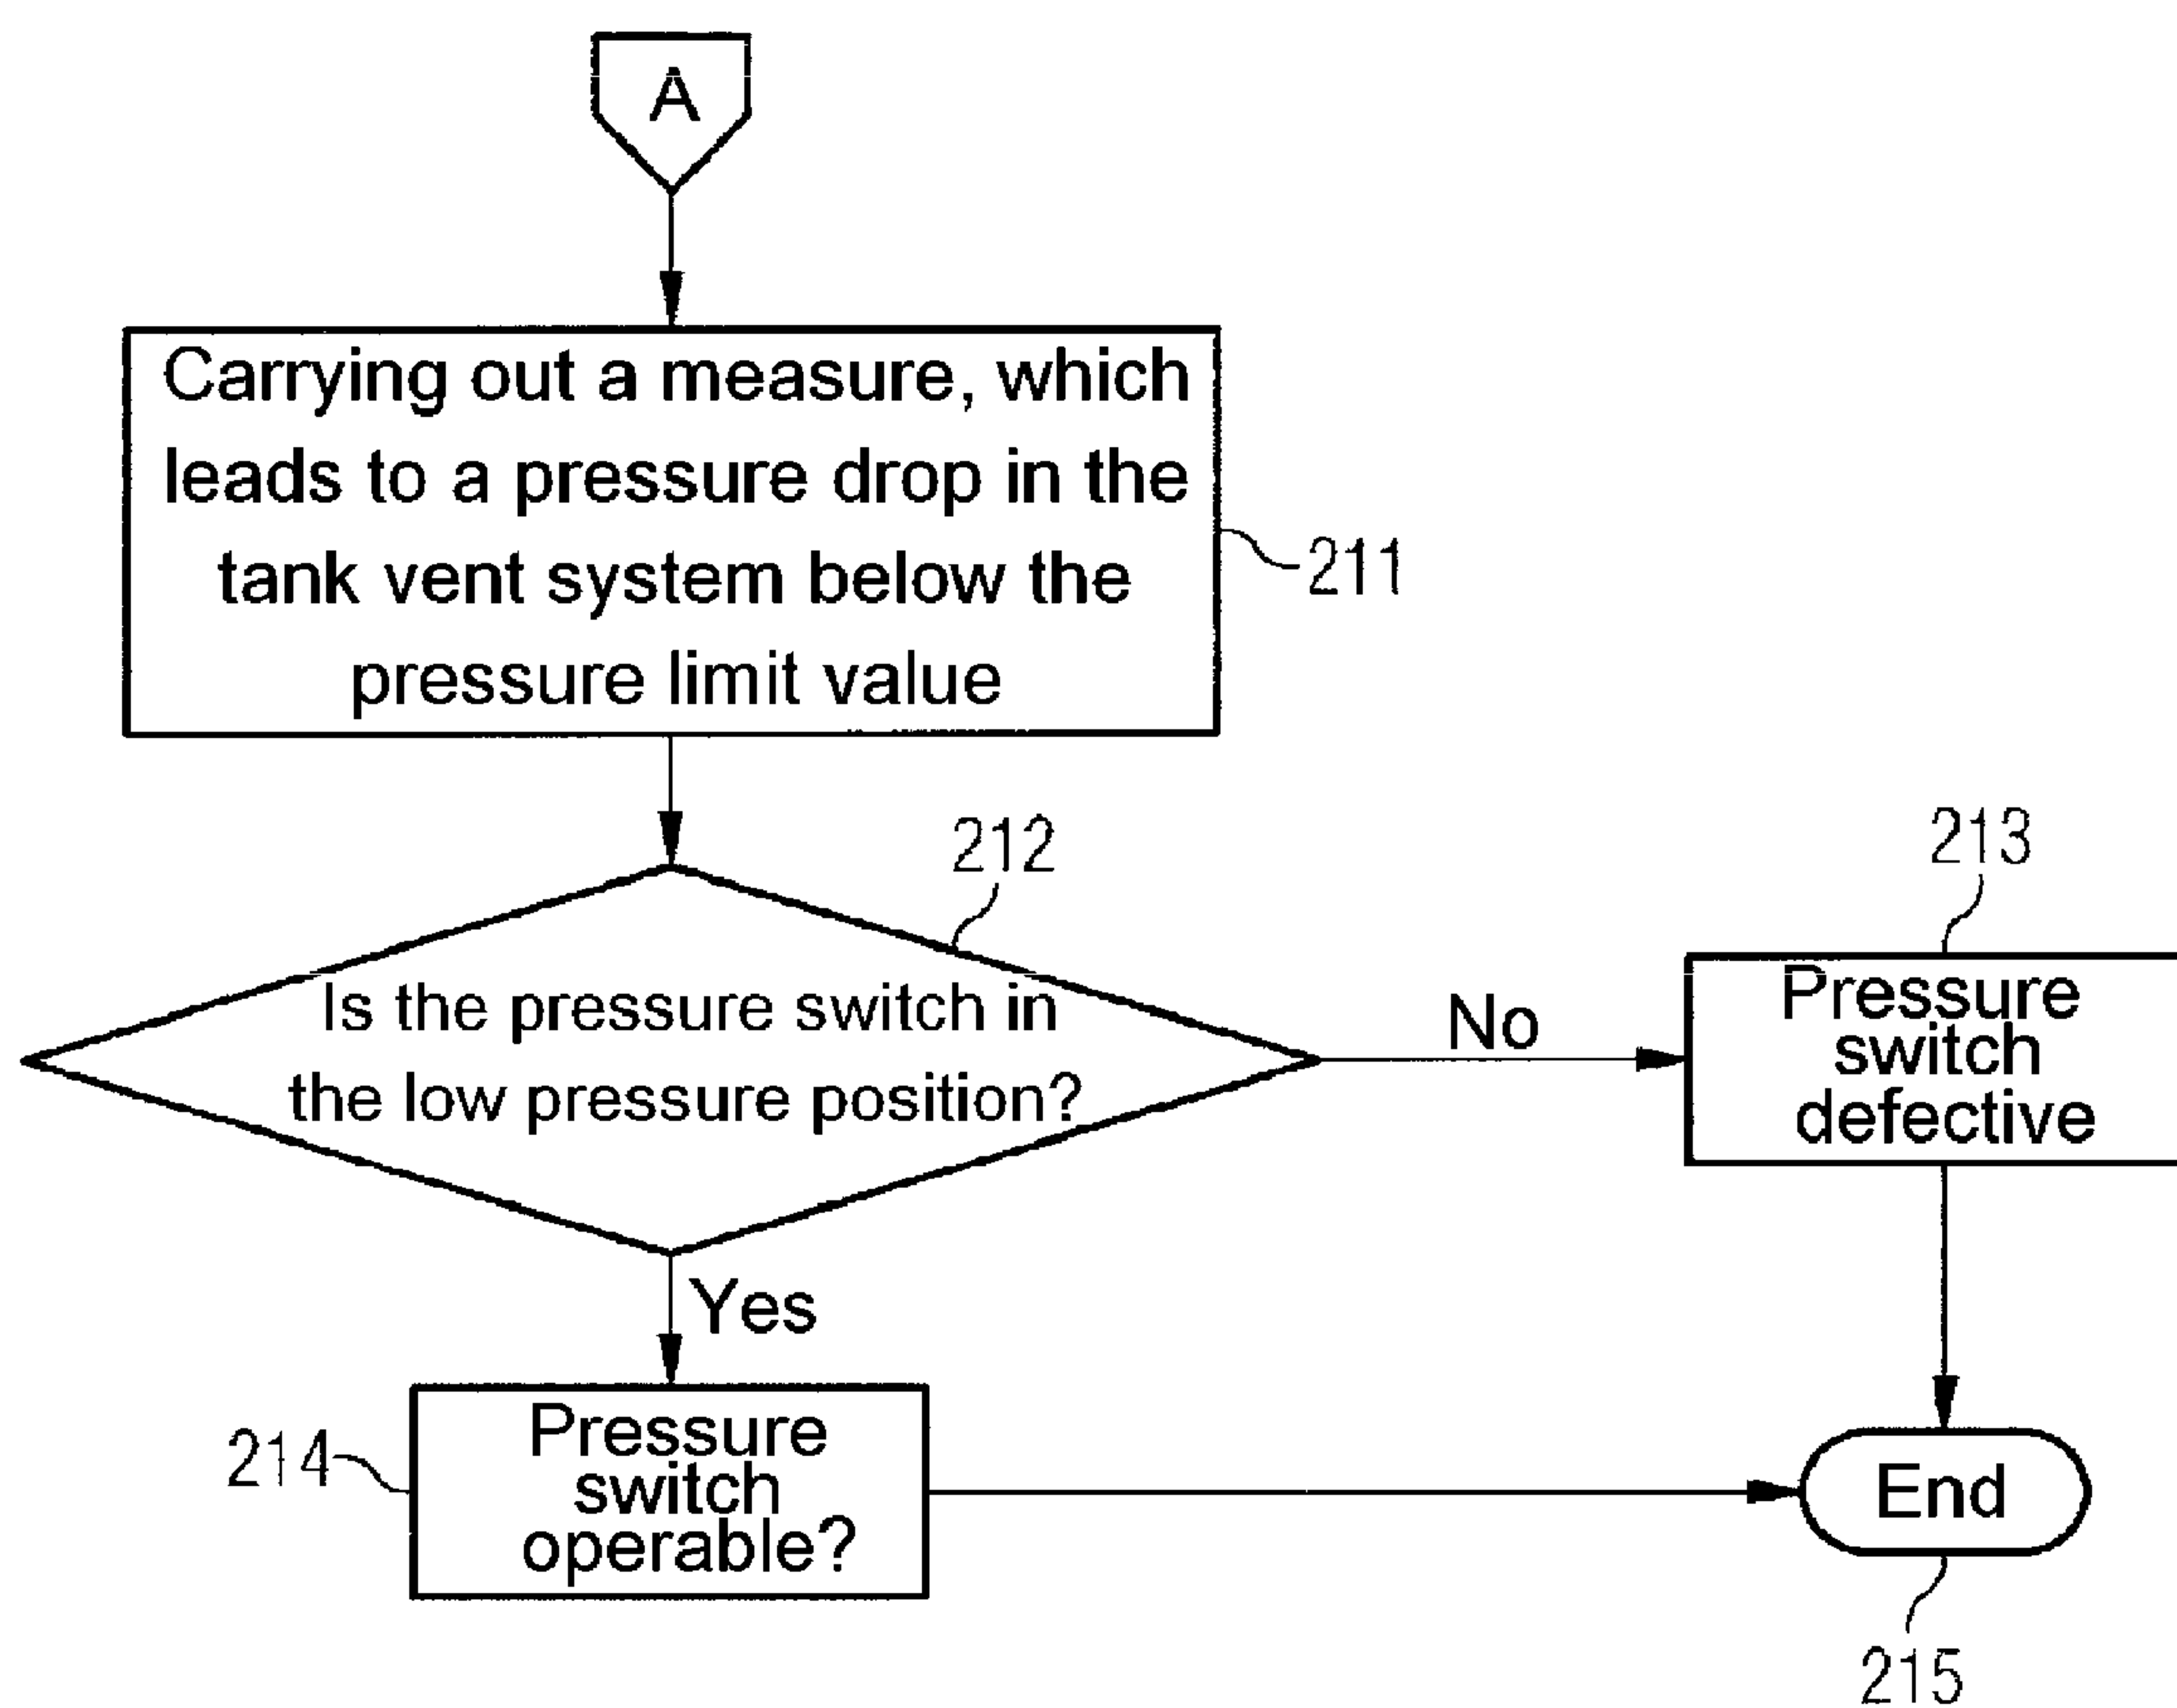 A
Carrying out a measure, which
leads to a pressure drop in the
tank vent system below the
pressure limit value
211
212
Is the pressure switch in
the low pressure position?
No
213
Pressure
switch
defective
Yes
214
Pressure
switch
operable?
End
215